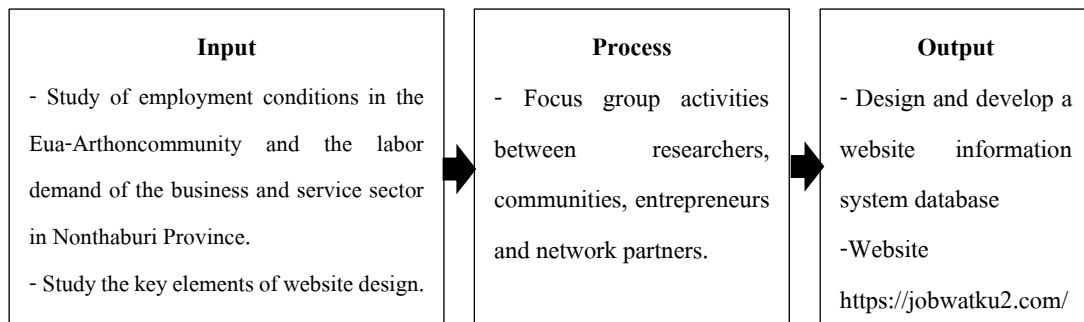 Input
- Study of employment conditions in the
Eua-Arthoncommunity and the labor
demand of the business and service sector
in Nonthaburi Province.
- Study the key elements of website design.
Process
- Focus group activities
between researchers,
communities, entrepreneurs
and network partners.
Output
- Design and develop a
website information
system database
-Website
https://jobwatku2.com/